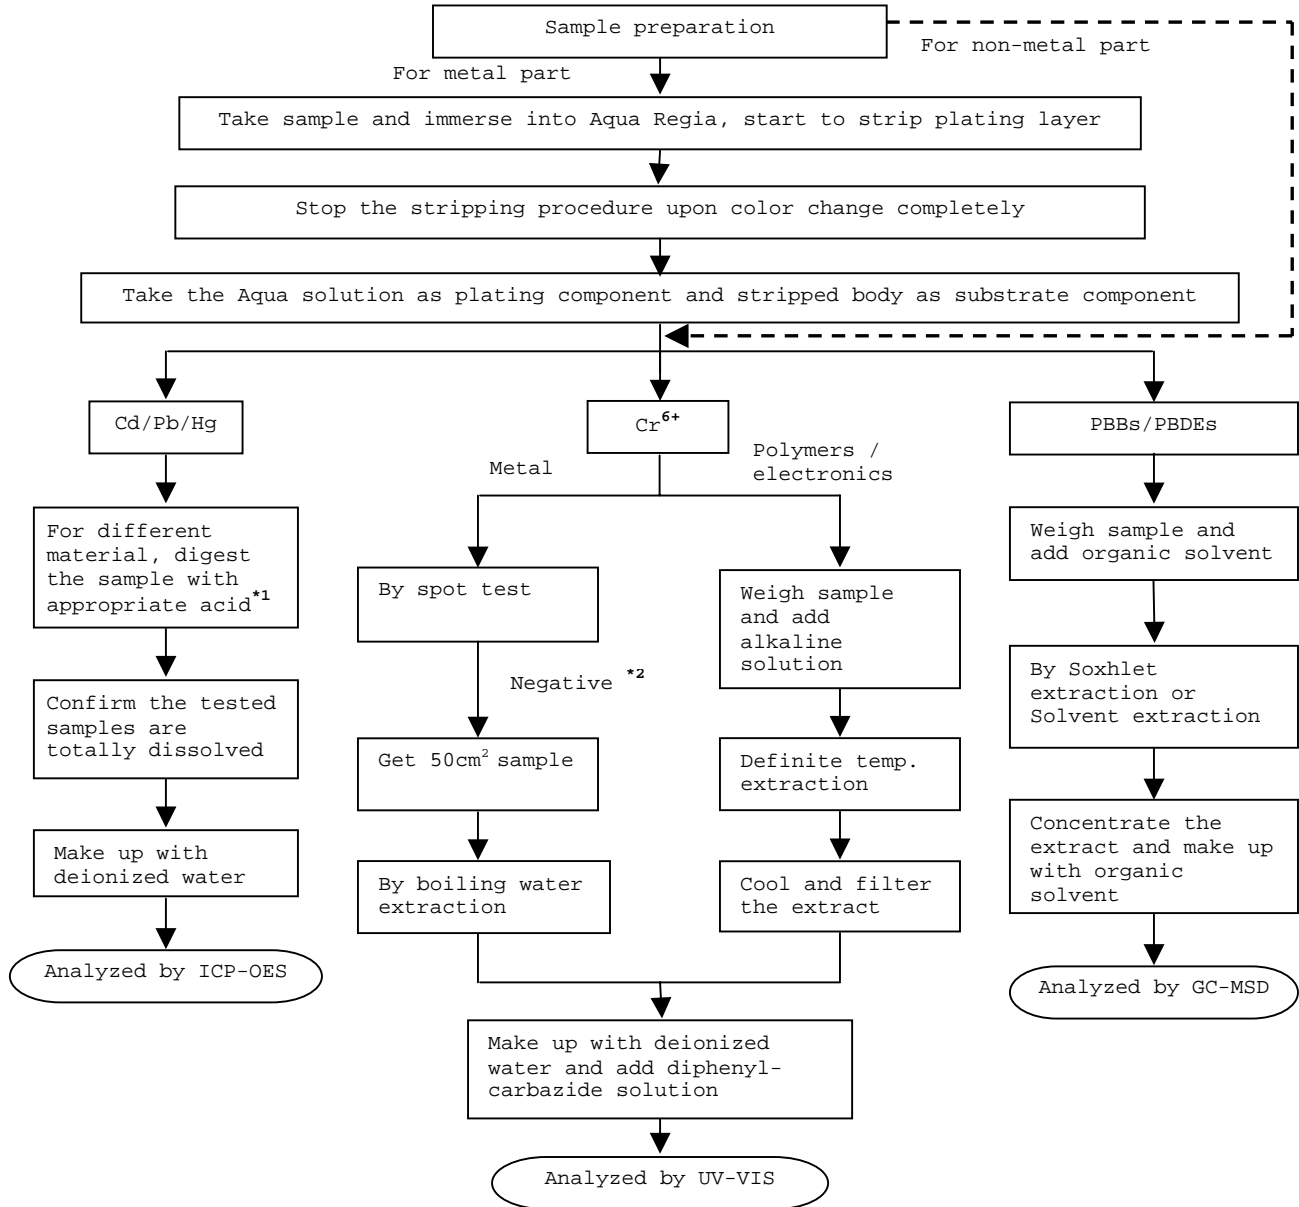 Sample preparation
For non-metal part
For metal part
Take sample and immerse into Aqua Regia, start to strip plating layer
Stop the stripping procedure upon color change completely
Take the Aqua solution as plating component and stripped body as substrate component
Cd/Pb/Hg
Cr⁶⁺
PBBs/PBDEs
Metal
Polymers /
electronics
For different
material, digest
the sample with
appropriate acid*1
Confirm the tested
samples are
totally dissolved
Make up with
deionized water
Analyzed by ICP-OES
By spot test
Negative *2
Get 50cm² sample
By boiling water
extraction
Weigh sample
and add
alkaline
solution
Definite temp.
extraction
Cool and filter
the extract
Make up with deionized
water and add diphenyl-
carbazide solution
Analyzed by UV-VIS
Weigh sample and
add organic solvent
By Soxhlet
extraction or
Solvent extraction
Concentrate the
extract and make up
with organic
solvent
Analyzed by GC-MSD